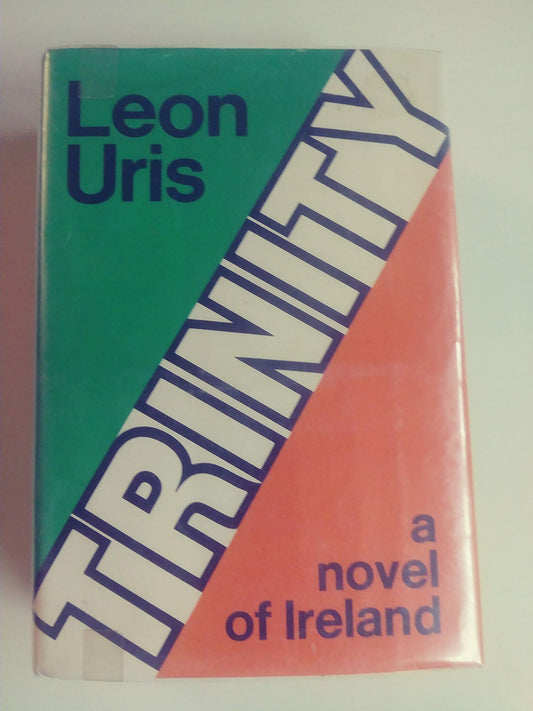 Leon
Uris
TRINITY
a
novel
of Ireland